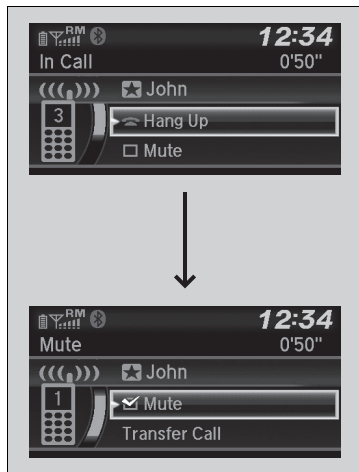 RM 12:34
In Call 0'50"
John
3 Hang Up
Mute
RM 12:34
Mute 0'50"
John
1 Mute
Transfer Call